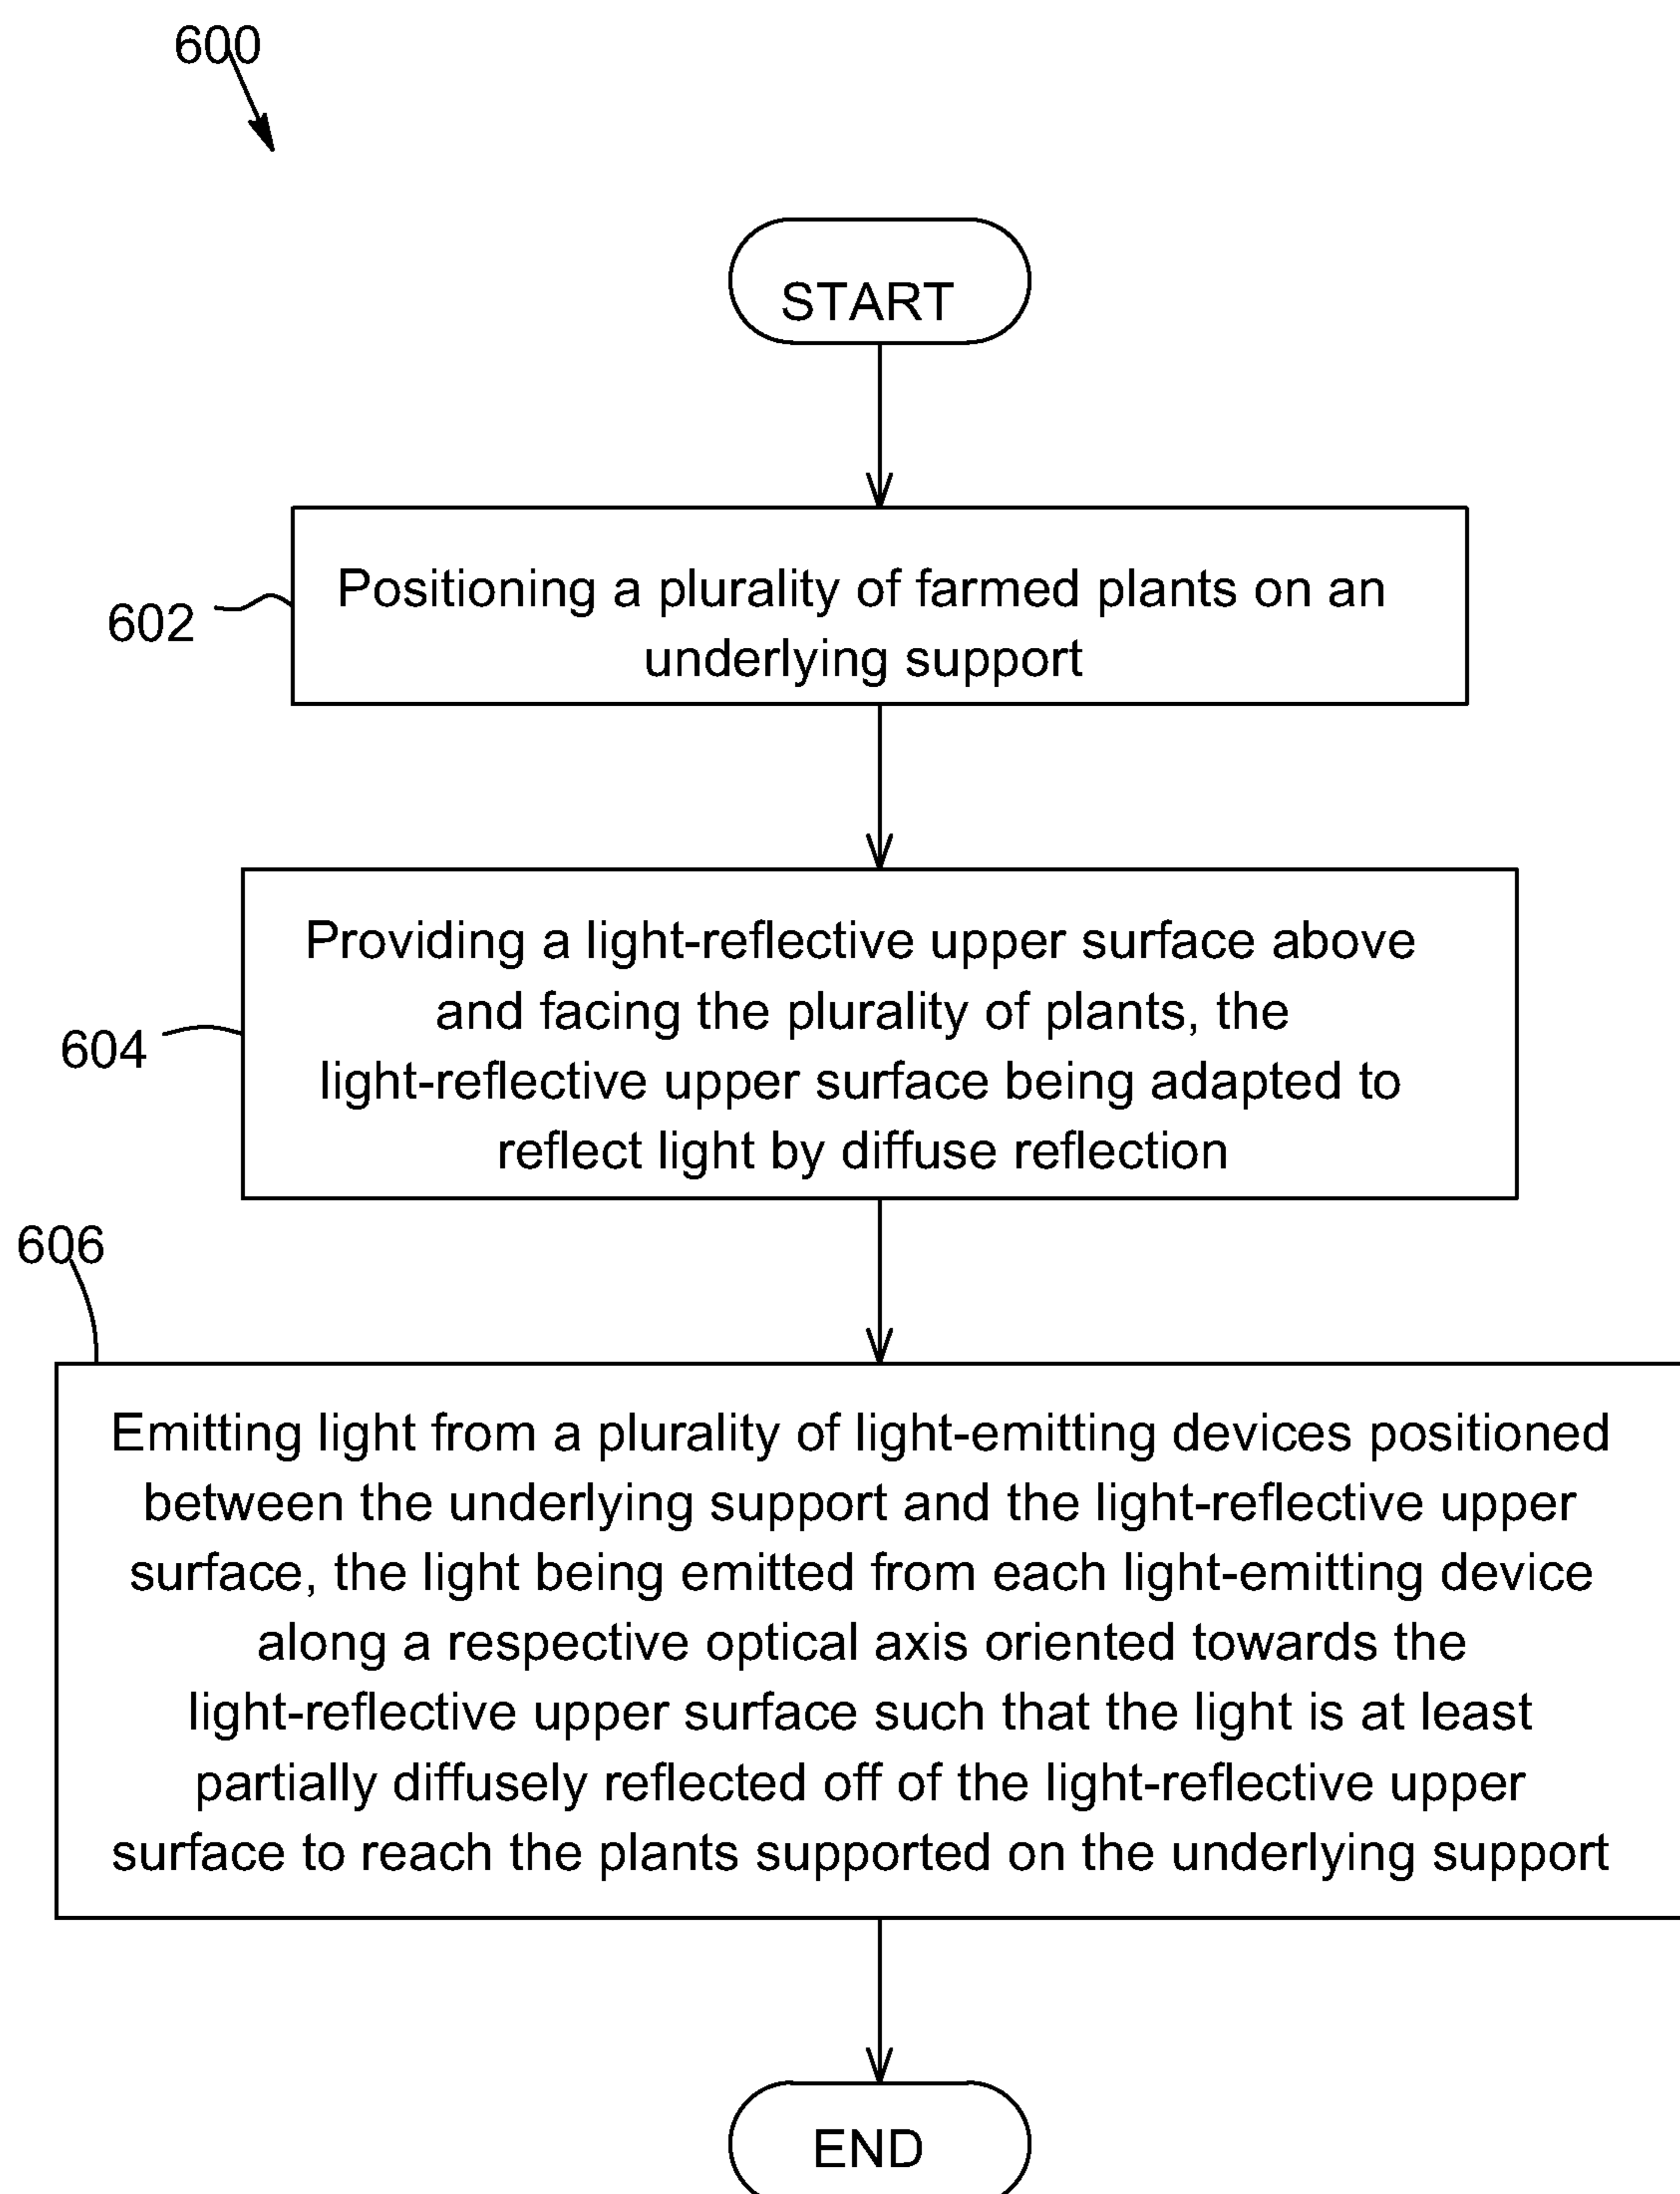 600
START
602
Positioning a plurality of farmed plants on an
underlying support
604
Providing a light-reflective upper surface above
and facing the plurality of plants, the
light-reflective upper surface being adapted to
reflect light by diffuse reflection
606
Emitting light from a plurality of light-emitting devices positioned
between the underlying support and the light-reflective upper
surface, the light being emitted from each light-emitting device
along a respective optical axis oriented towards the
light-reflective upper surface such that the light is at least
partially diffusely reflected off of the light-reflective upper
surface to reach the plants supported on the underlying support
END